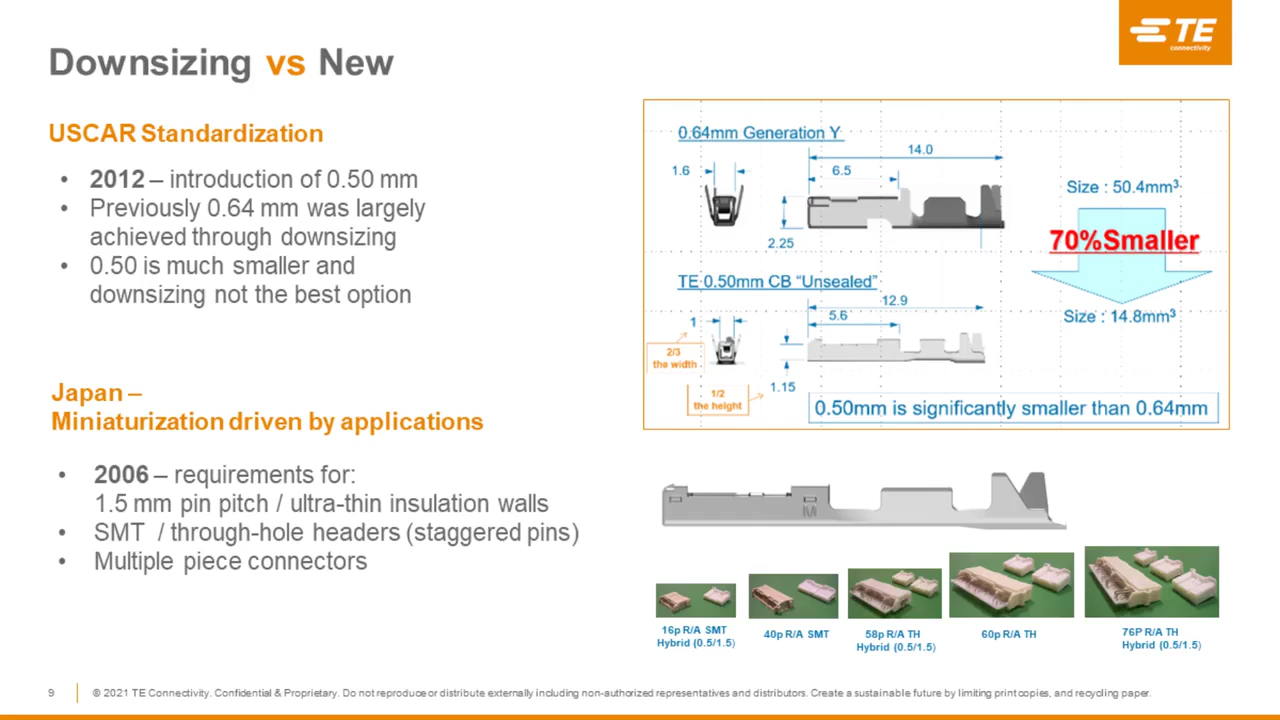 TE
connectivity
Downsizing vs New
USCAR Standardization
• 2012 – introduction of 0.50 mm
• Previously 0.64 mm was largely
achieved through downsizing
• 0.50 is much smaller and
downsizing not the best option
Japan –
Miniaturization driven by applications
• 2006 – requirements for:
1.5 mm pin pitch / ultra-thin insulation walls
• SMT / through-hole headers (staggered pins)
• Multiple piece connectors
0.64mm Generation Y
14.0
1.6
6.5
2.25
Size : 50.4mm³
70%Smaller
Size : 14.8mm³
TE 0.50mm CB “Unsealed”
12.9
5.6
1
2/3
the width
1.15
1/2
the height
0.50mm is significantly smaller than 0.64mm
M
16p R/A SMT
Hybrid (0.5/1.5)
40p R/A SMT
58p R/A TH
Hybrid (0.5/1.5)
60p R/A TH
76P R/A TH
Hybrid (0.5/1.5)
9
© 2021 TE Connectivity. Confidential & Proprietary. Do not reproduce or distribute externally including non-authorized representatives and distributors. Create a sustainable future by limiting print copies, and recycling paper.